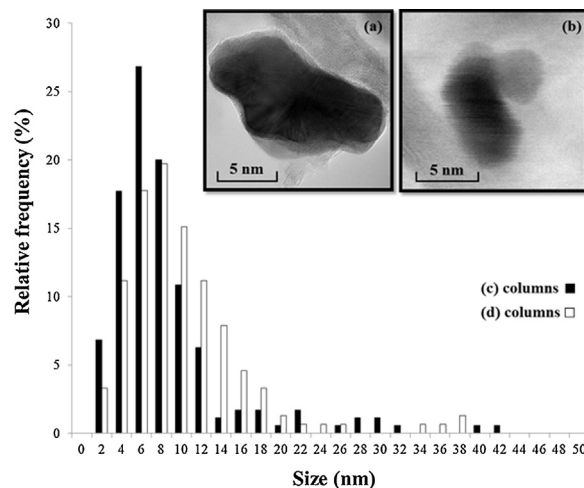 30
25
20
15
10
5
0
Relative frequency (%)
(a)
5 nm
(b)
5 nm
(c) columns
(d) columns
0 2 4 6 8 10 12 14 16 18 20 22 24 26 28 30 32 34 36 38 40 42 44 46 48 50
Size (nm)